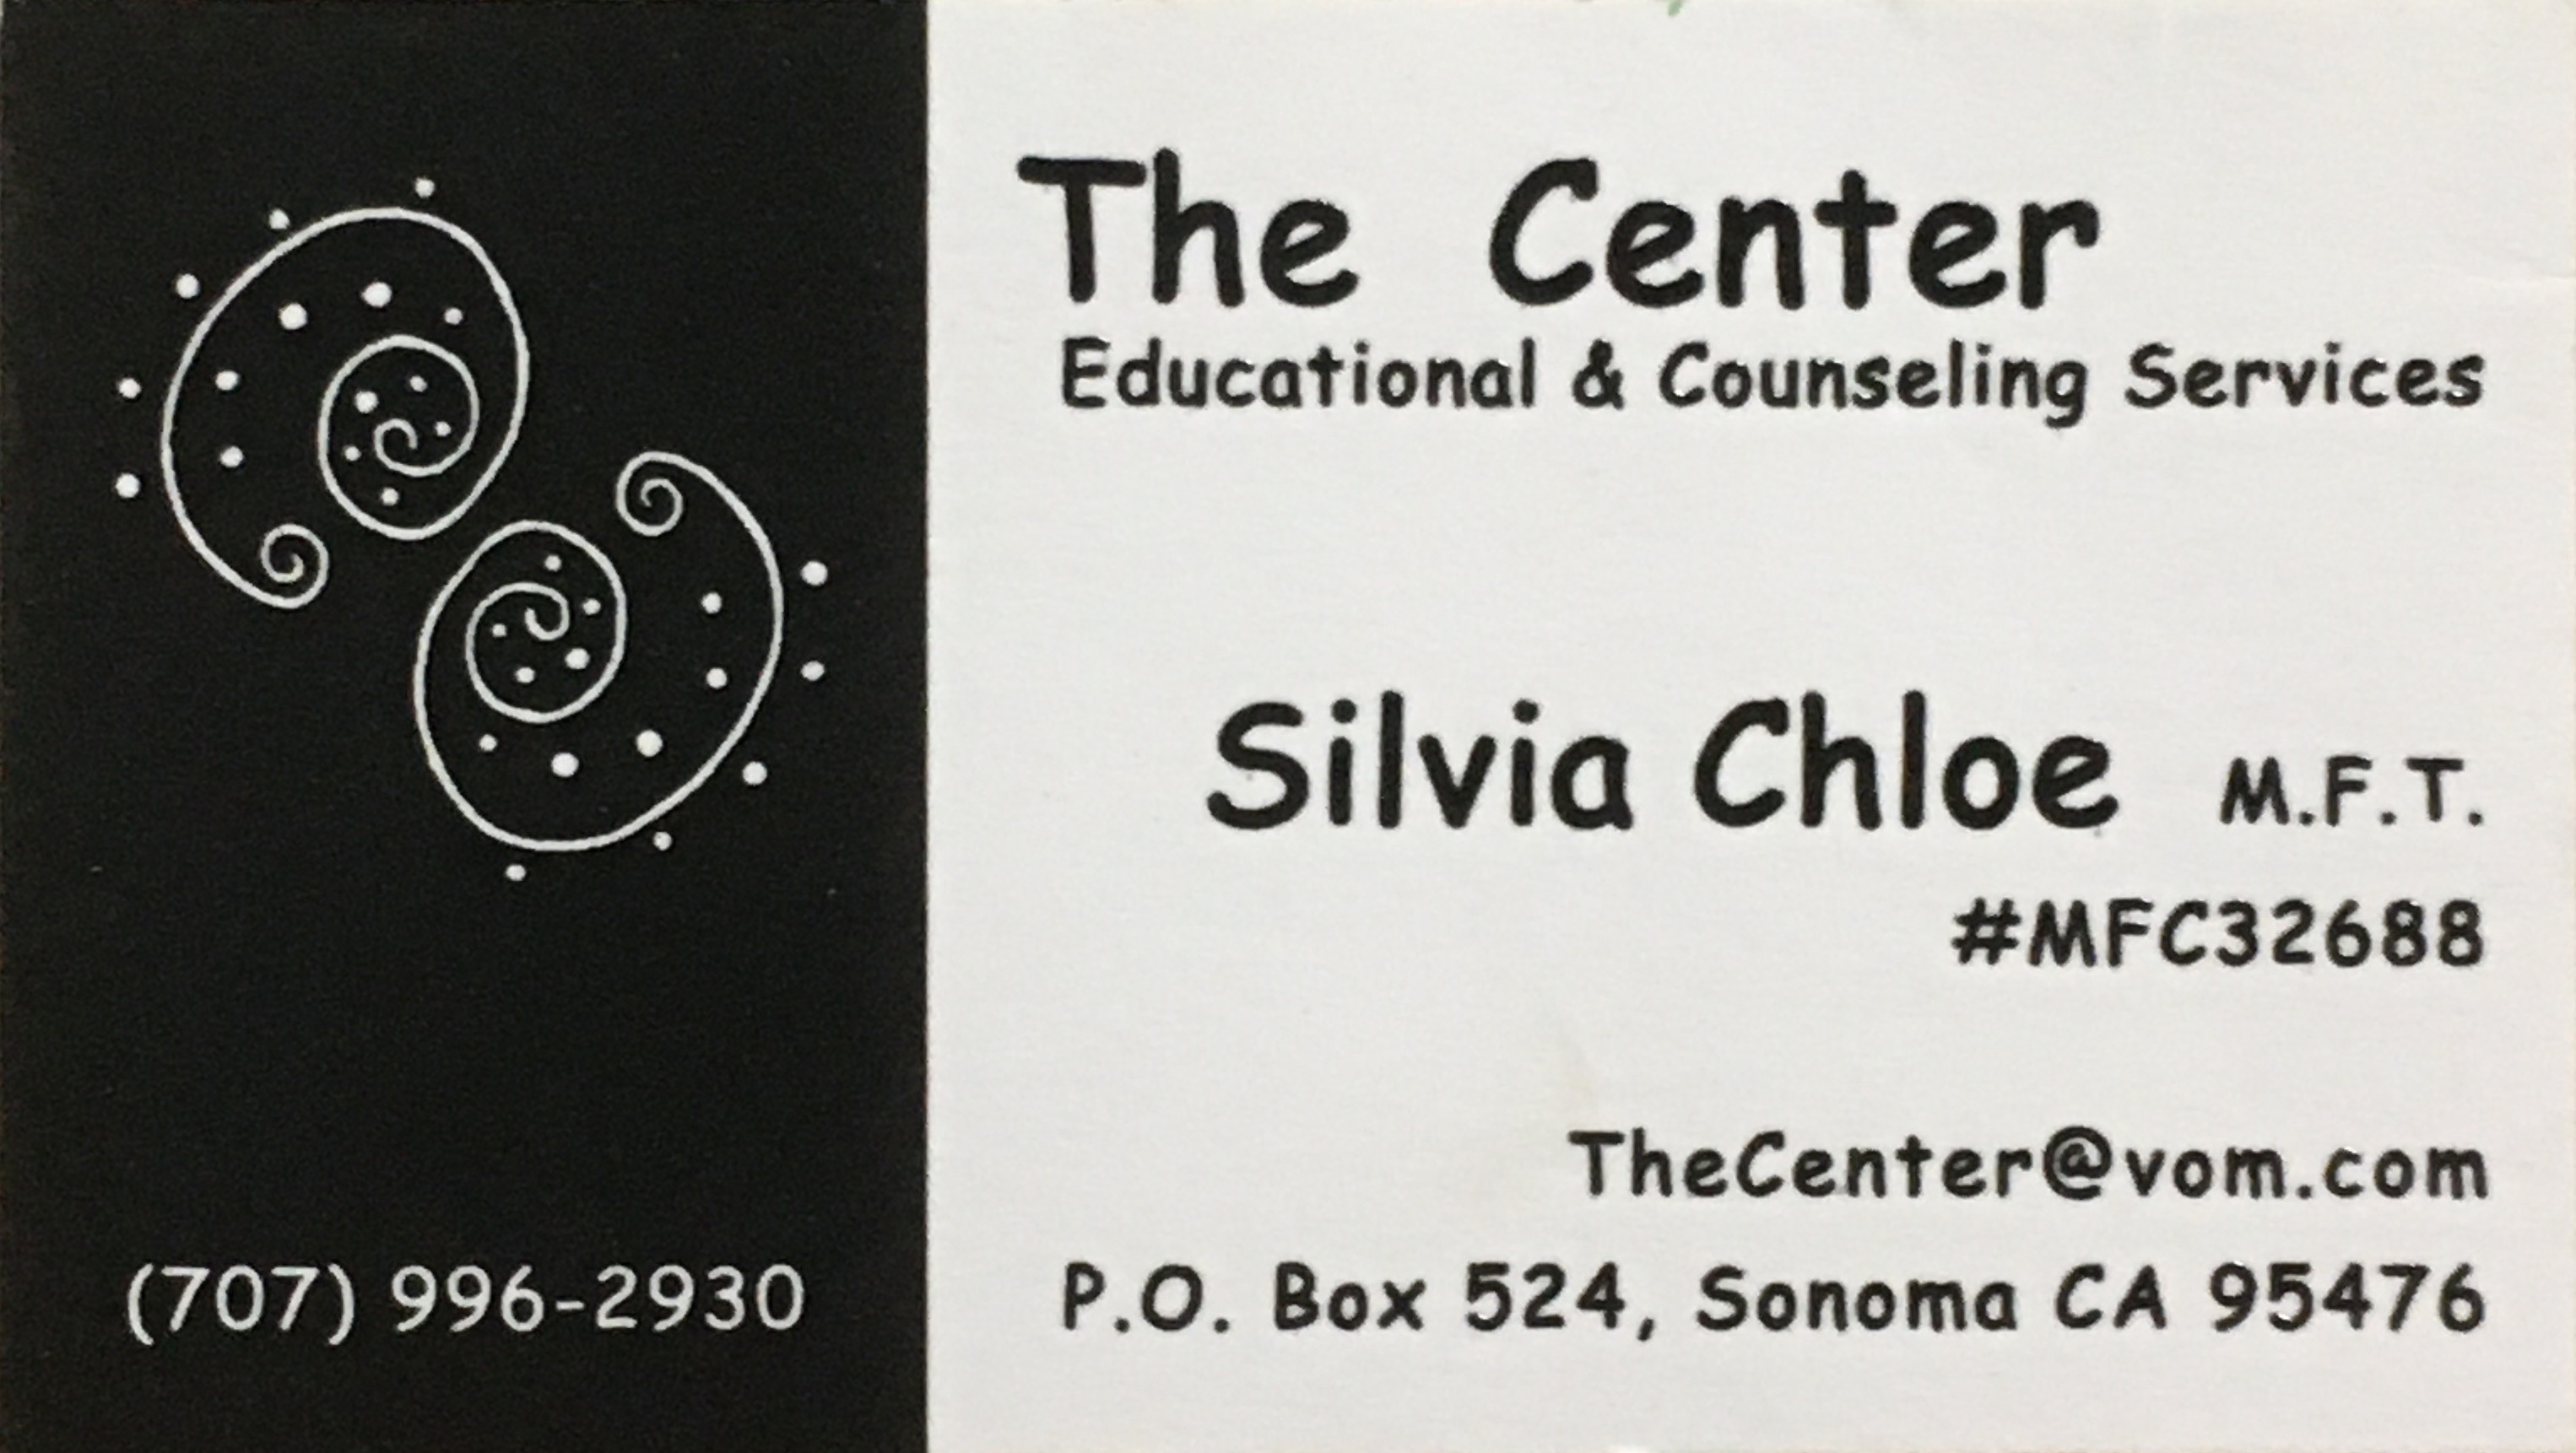 The Center
Educational & Counseling Services
Silvia Chloe M.F.T.
#MFC32688
TheCenter@vom.com
(707) 996-2930
P.O. Box 524, Sonoma CA 95476